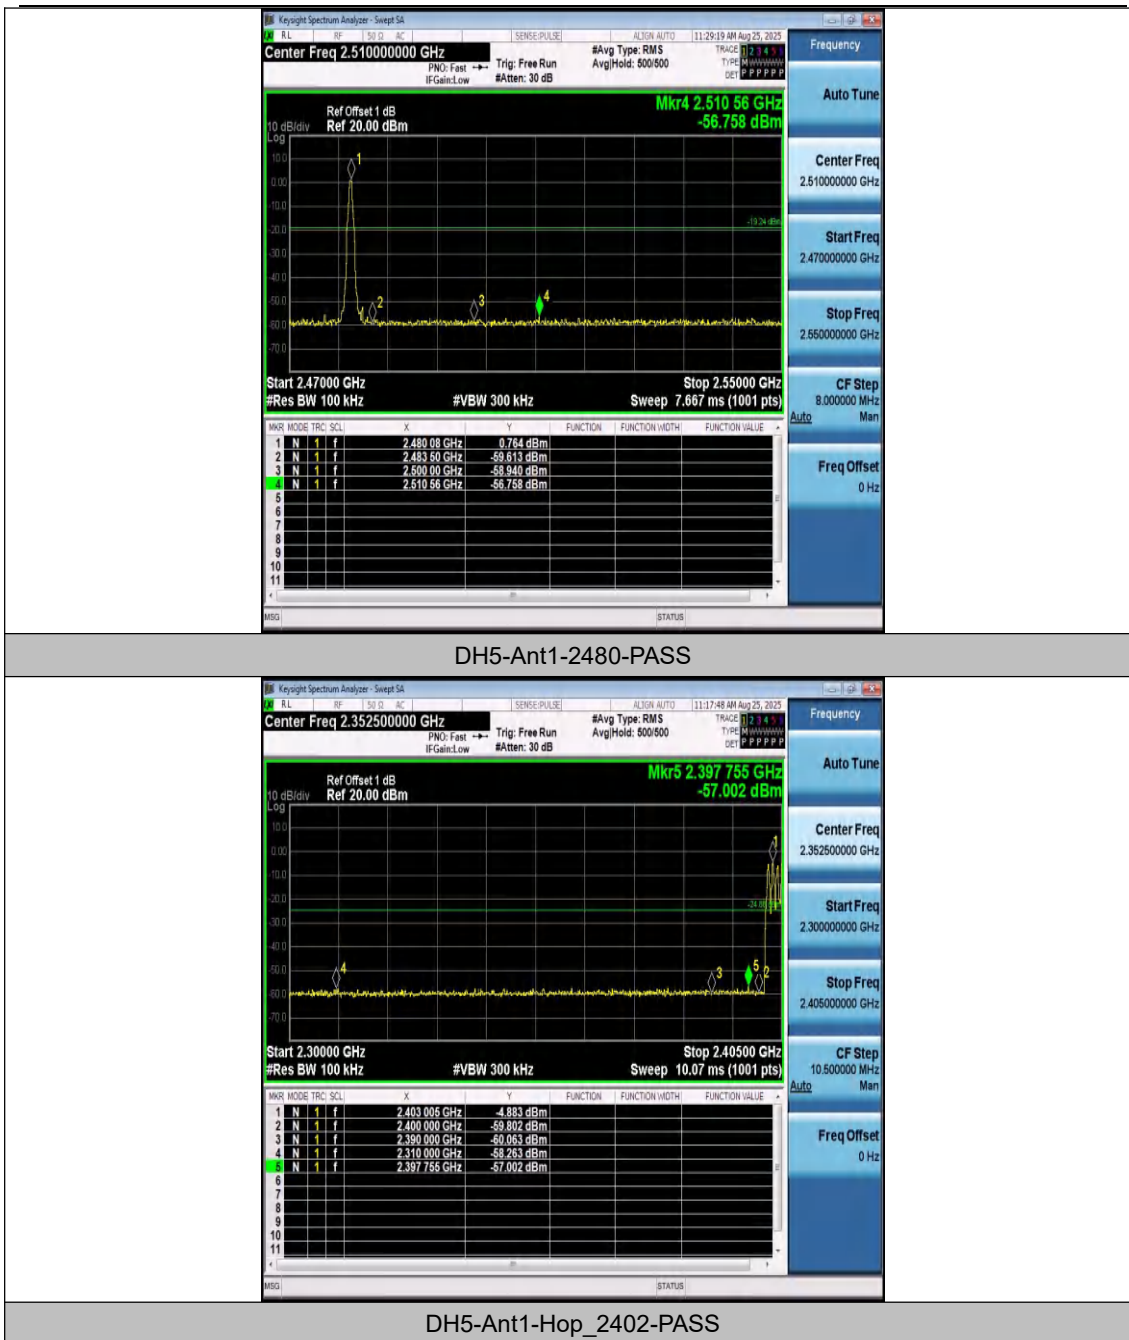 Keysight Spectrum Analyzer - Swept SA
RL RF 50 Ω AC SENSE:PULSE ALIGN AUTO 11:29:19 AM Aug 25, 2025
Center Freq 2.510000000 GHz #Avg Type: RMS TRACE 1 2 3 4 5
PNO: Fast Trig: Free Run Avg|Hold: 500/500 TYPE M
IFGain:Low #Atten: 30 dB DET P P P P P P
Frequency
Auto Tune
Center Freq
2.510000000 GHz
Start Freq
2.470000000 GHz
Stop Freq
2.550000000 GHz
CF Step
8.000000 MHz
Auto Man
Freq Offset
0 Hz
Mkr4 2.510 56 GHz
-56.758 dBm
Ref Offset 1 dB
10 dB/div Ref 20.00 dBm
Log
10.0
0.00
-10.0
-20.0
-30.0
-40.0
-50.0
-60.0
-70.0
1
2
3
4
-19.24 dBm
Start 2.47000 GHz Stop 2.55000 GHz
#Res BW 100 kHz #VBW 300 kHz Sweep 7.667 ms (1001 pts)
MKR MODE TRC SCL X Y FUNCTION FUNCTION WIDTH FUNCTION VALUE
1 N 1 f 2.480 08 GHz 0.764 dBm
2 N 1 f 2.483 50 GHz -59.613 dBm
3 N 1 f 2.500 00 GHz -58.940 dBm
4 N 1 f 2.510 56 GHz -56.758 dBm
5
6
7
8
9
10
11
MSG STATUS
DH5-Ant1-2480-PASS
Keysight Spectrum Analyzer - Swept SA
RL RF 50 Ω AC SENSE:PULSE ALIGN AUTO 11:17:48 AM Aug 25, 2025
Center Freq 2.352500000 GHz #Avg Type: RMS TRACE 1 2 3 4 5
PNO: Fast Trig: Free Run Avg|Hold: 500/500 TYPE M
IFGain:Low #Atten: 30 dB DET P P P P P P
Frequency
Auto Tune
Center Freq
2.352500000 GHz
Start Freq
2.300000000 GHz
Stop Freq
2.405000000 GHz
CF Step
10.500000 MHz
Auto Man
Freq Offset
0 Hz
Mkr5 2.397 755 GHz
-57.002 dBm
Ref Offset 1 dB
10 dB/div Ref 20.00 dBm
Log
10.0
0.00
-10.0
-20.0
-30.0
-40.0
-50.0
-60.0
-70.0
1
4
3
5
2
Start 2.30000 GHz Stop 2.40500 GHz
#Res BW 100 kHz #VBW 300 kHz Sweep 10.07 ms (1001 pts)
MKR MODE TRC SCL X Y FUNCTION FUNCTION WIDTH FUNCTION VALUE
1 N 1 f 2.403 005 GHz -4.883 dBm
2 N 1 f 2.400 000 GHz -59.802 dBm
3 N 1 f 2.390 000 GHz -60.063 dBm
4 N 1 f 2.310 000 GHz -58.263 dBm
5 N 1 f 2.397 755 GHz -57.002 dBm
6
7
8
9
10
11
MSG STATUS
DH5-Ant1-Hop_2402-PASS